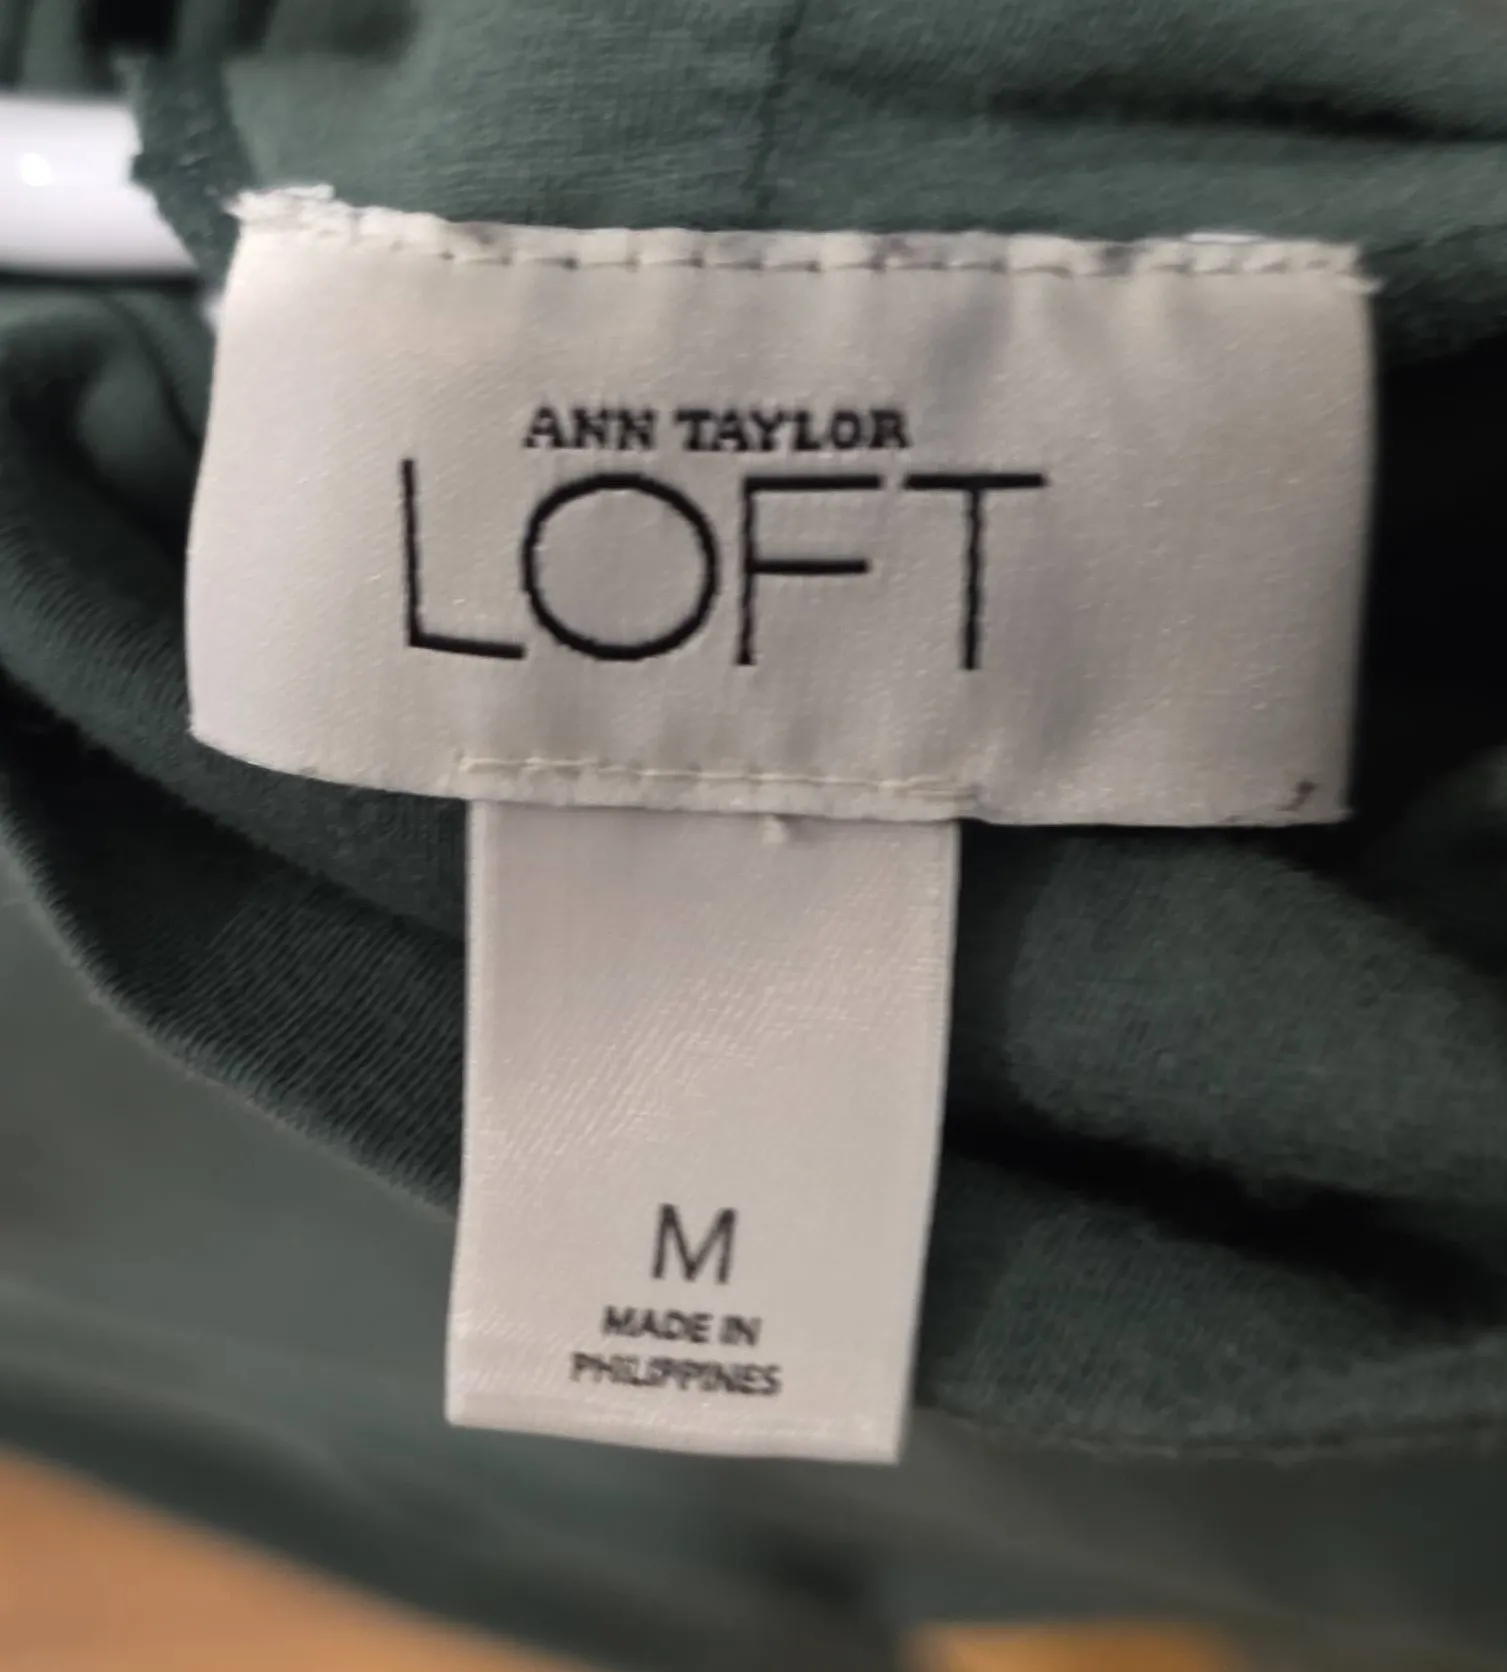 ANN TAYLOR
LOFT
M
MADE IN
PHILIPPINES